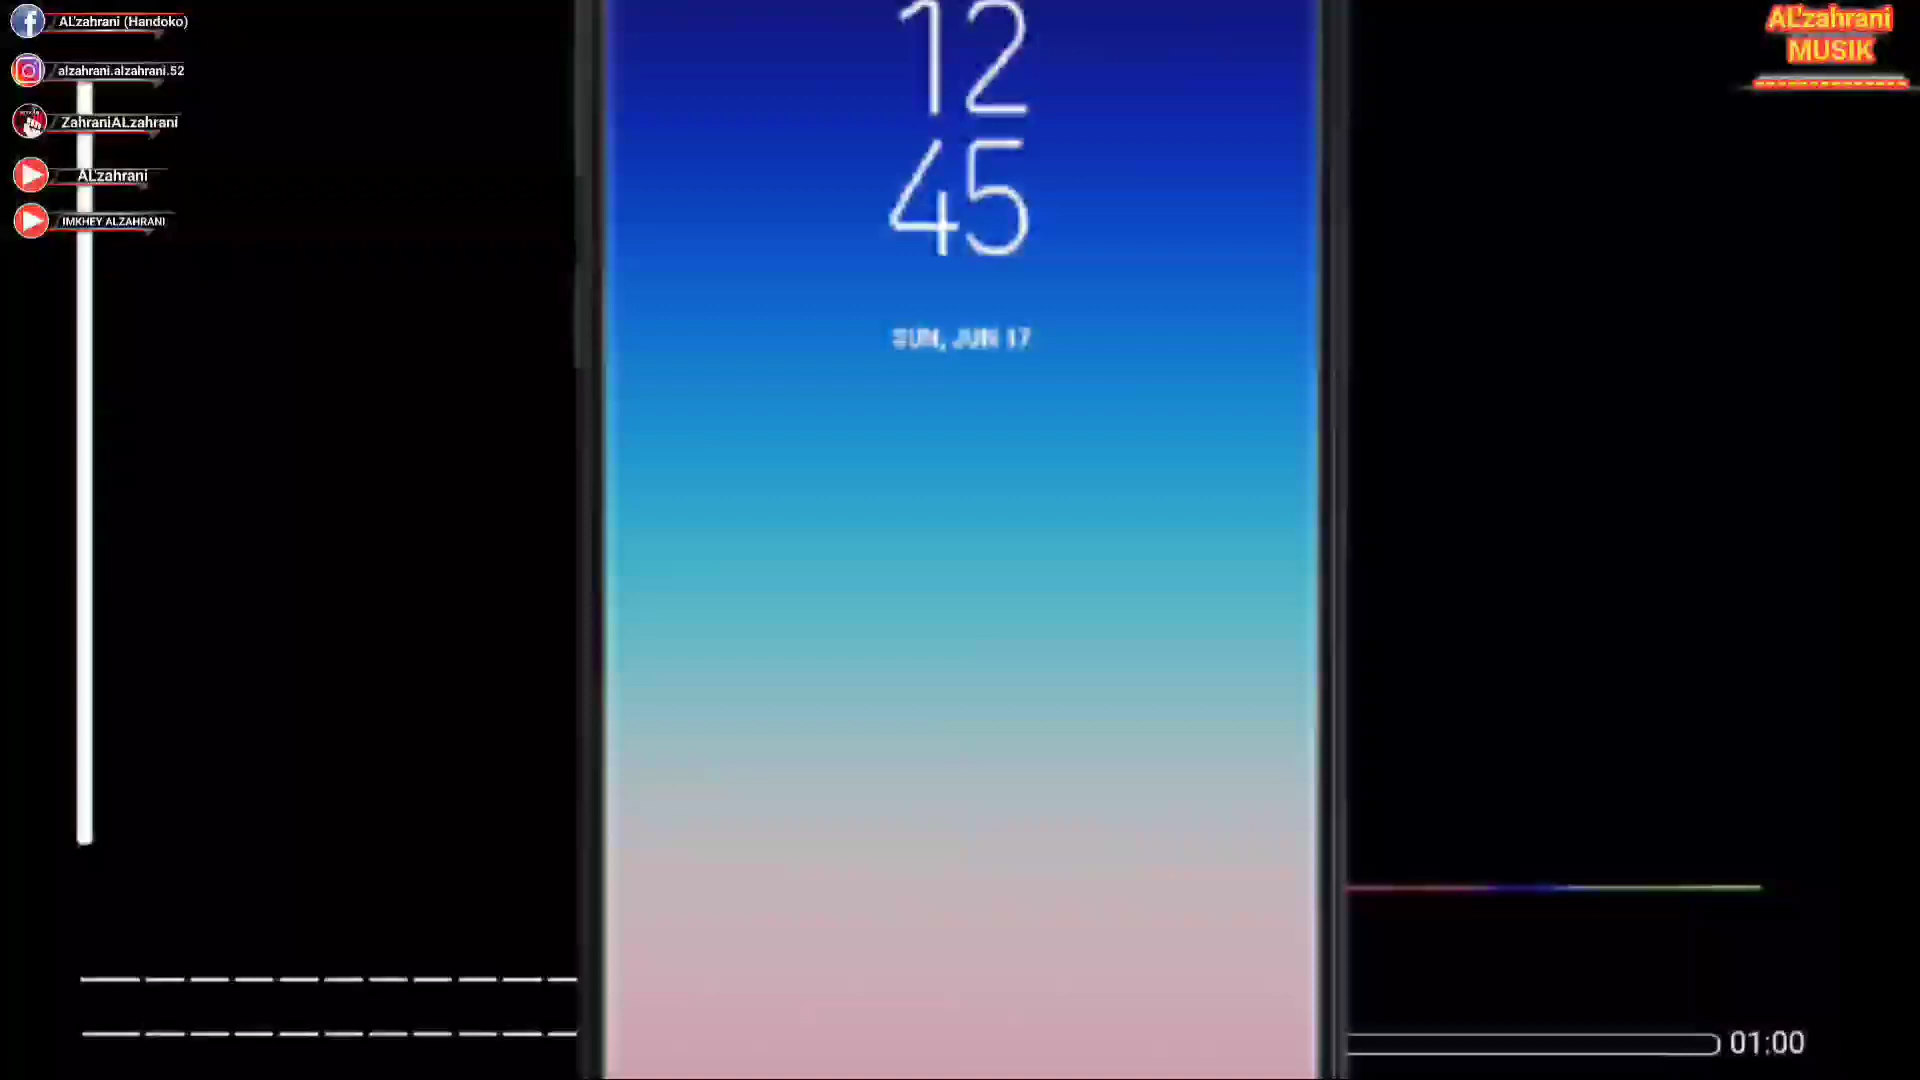 AL'zahrani (Handoko)
alzahrani.alzahrani.52
ZahraniALzahrani
AL'zahrani
IMKHEY ALZAHRANI
AL'zahrani
MUSIK
12
45
SUN, JUN 17
01:00